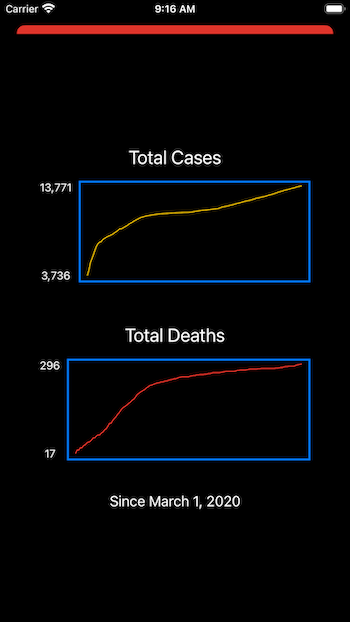 Carrier 9:16 AM
Total Cases
13,771
3,736
Total Deaths
296
17
Since March 1, 2020